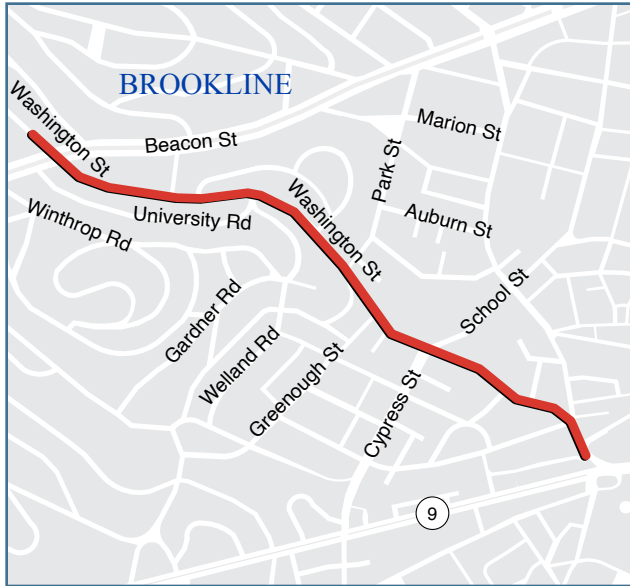 BROOKLINE
Washington St
Beacon St
Marion St
Park St
Winthrop Rd
University Rd
Washington St
Auburn St
Gardner Rd
School St
Welland Rd
Greenough St
Cypress St
9